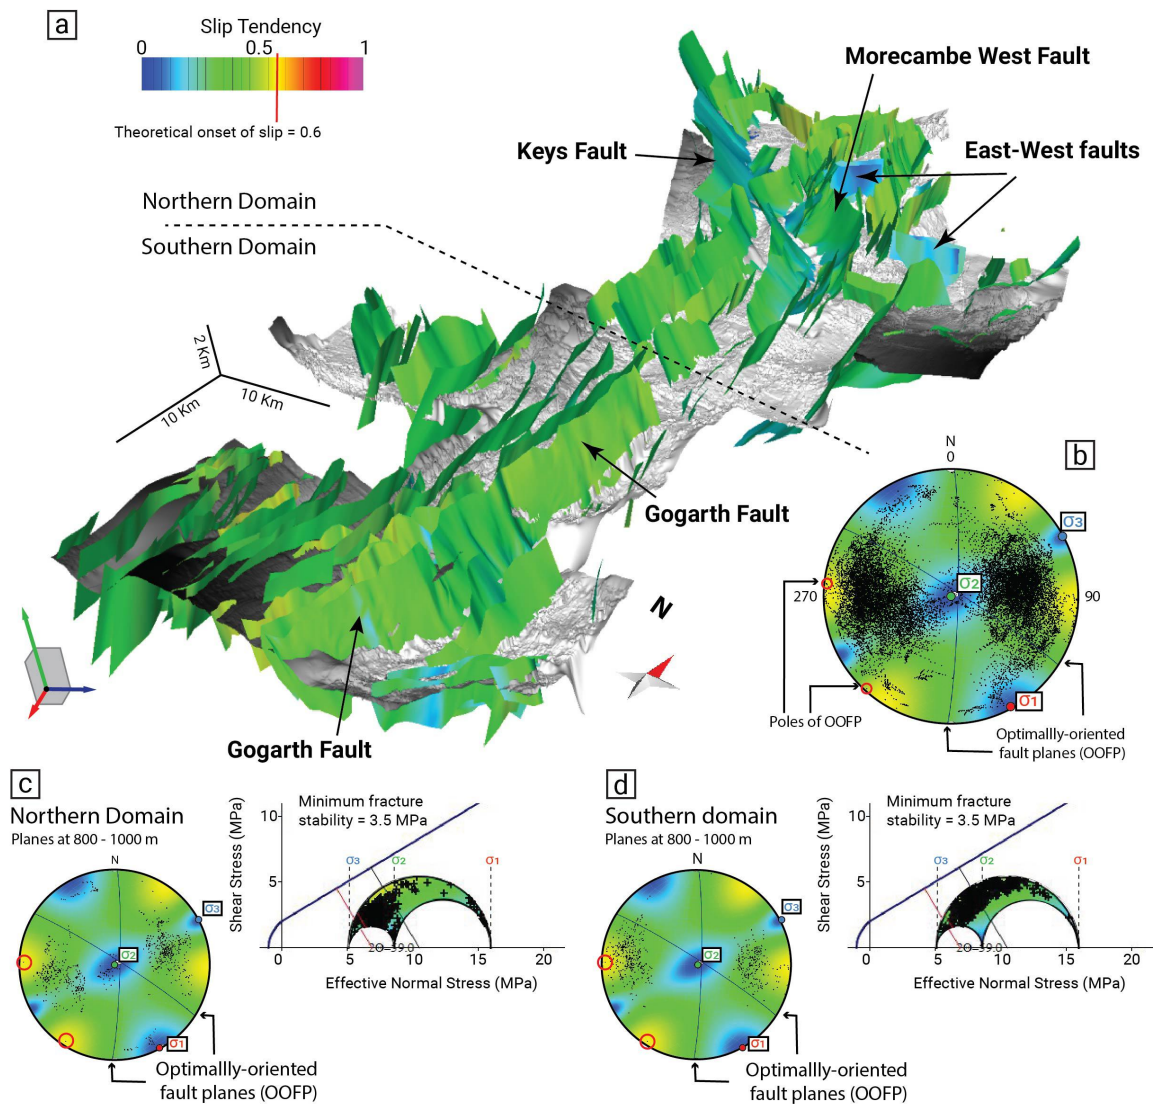 a
Slip Tendency
0 0.5 1
Theoretical onset of slip = 0.6
Morecambe West Fault
Keys Fault
East-West faults
Northern Domain
Southern Domain
2 Km
10 Km
10 Km
Gogarth Fault
N
Gogarth Fault
b
N
0
σ3
σ2
270
90
σ1
Poles of OOFP
Optimallly-oriented
fault planes (OOFP)
c
Northern Domain
Planes at 800 - 1000 m
N
σ3
σ2
σ1
Optimallly-oriented
fault planes (OOFP)
Shear Stress (MPa)
10
5
Minimum fracture
stability = 3.5 MPa
σ3
σ2
σ1
0
5
10
15
20
Effective Normal Stress (MPa)
d
Southern domain
Planes at 800 - 1000 m
N
σ3
σ2
σ1
Optimallly-oriented
fault planes (OOFP)
Shear Stress (MPa)
10
5
Minimum fracture
stability = 3.5 MPa
σ3
σ2
σ1
0
5
10
15
20
Effective Normal Stress (MPa)